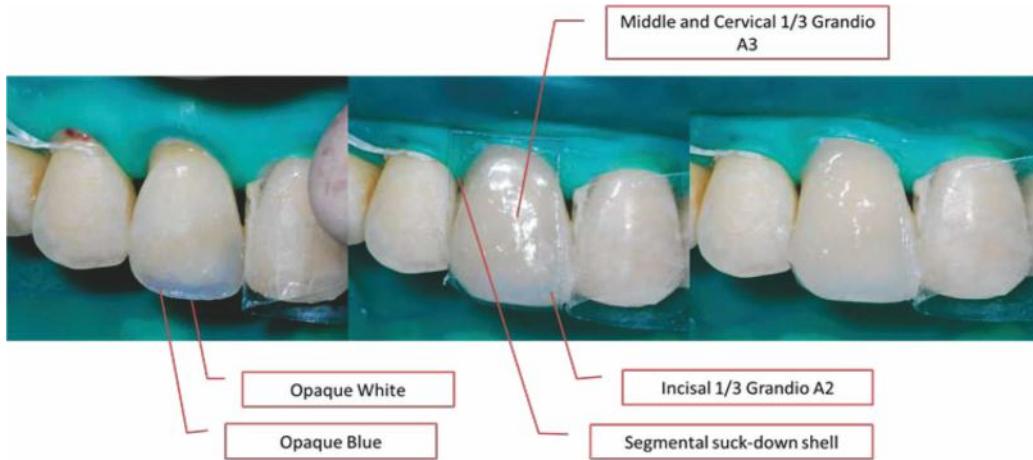 Middle and Cervical 1/3 Grandio
A3
Opaque White
Incisal 1/3 Grandio A2
Opaque Blue
Segmental suck-down shell